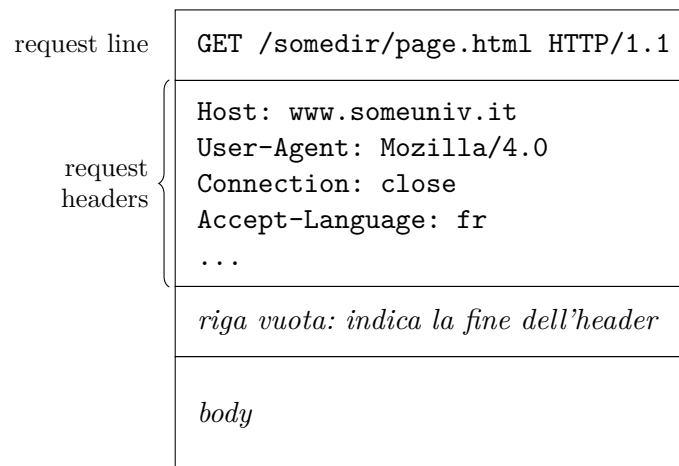 request line
GET /somedir/page.html HTTP/1.1
request
headers
Host: www.someuniv.it
User-Agent: Mozilla/4.0
Connection: close
Accept-Language: fr
...
riga vuota: indica la fine dell'header
body